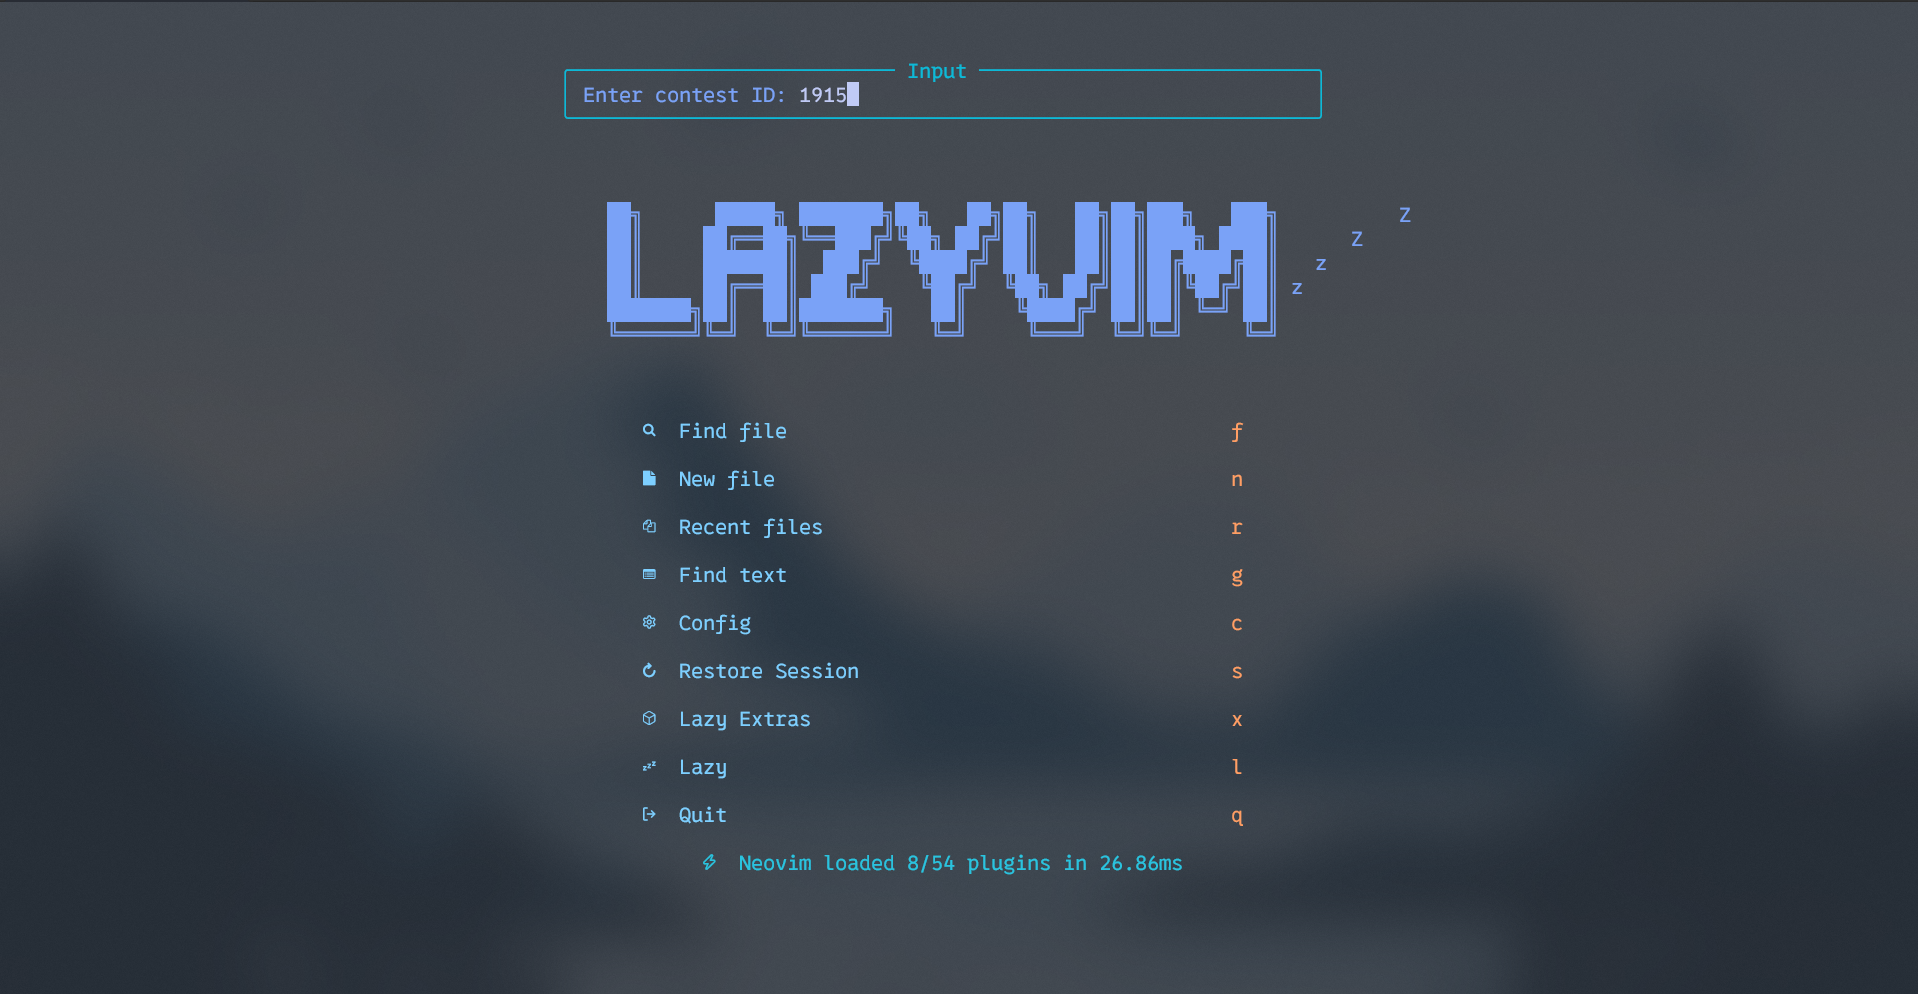 Input
Enter contest ID: 1915
LAZYVIM
Z
Z
z
z
Find file f
New file n
Recent files r
Find text g
Config c
Restore Session s
Lazy Extras x
Lazy l
Quit q
Neovim loaded 8/54 plugins in 26.86ms